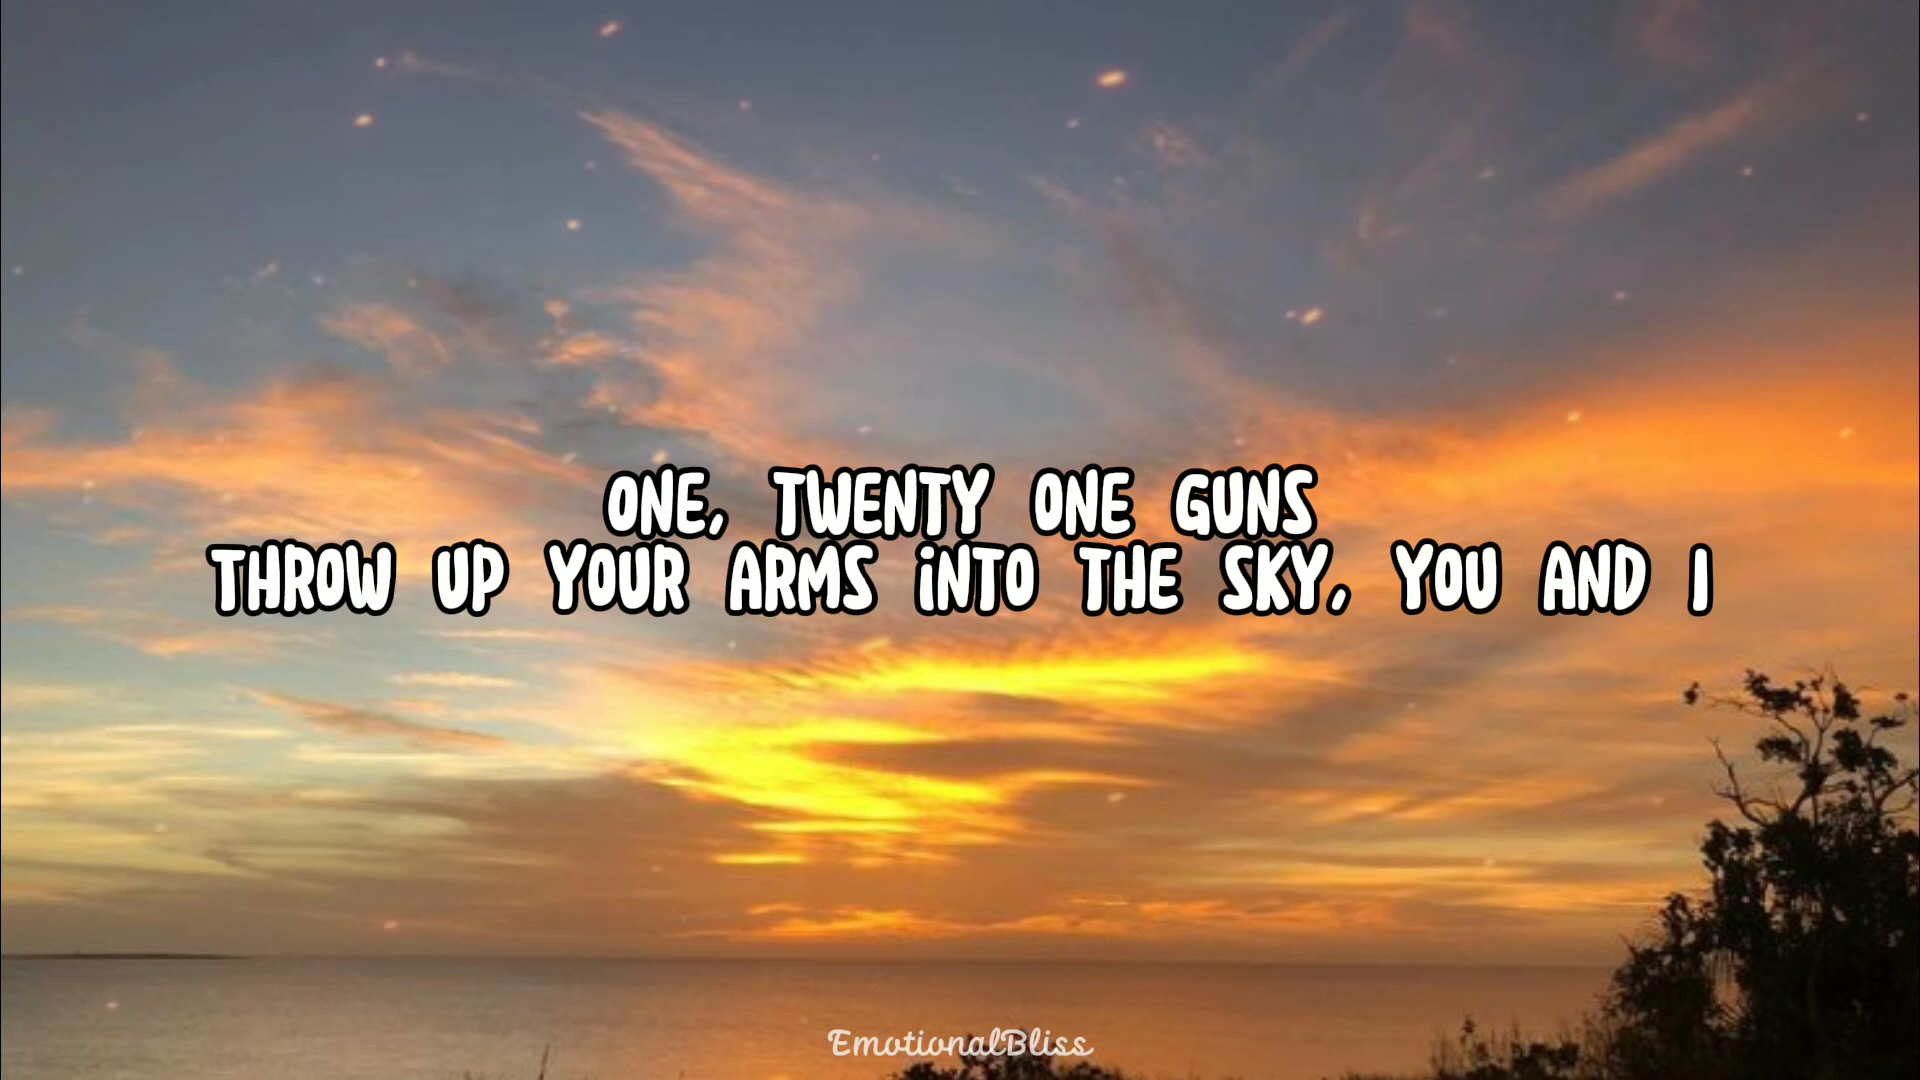 ONE, TWENTY ONE GUNS
THROW UP YOUR ARMS INTO THE SKY, YOU AND I
EmotionalBliss